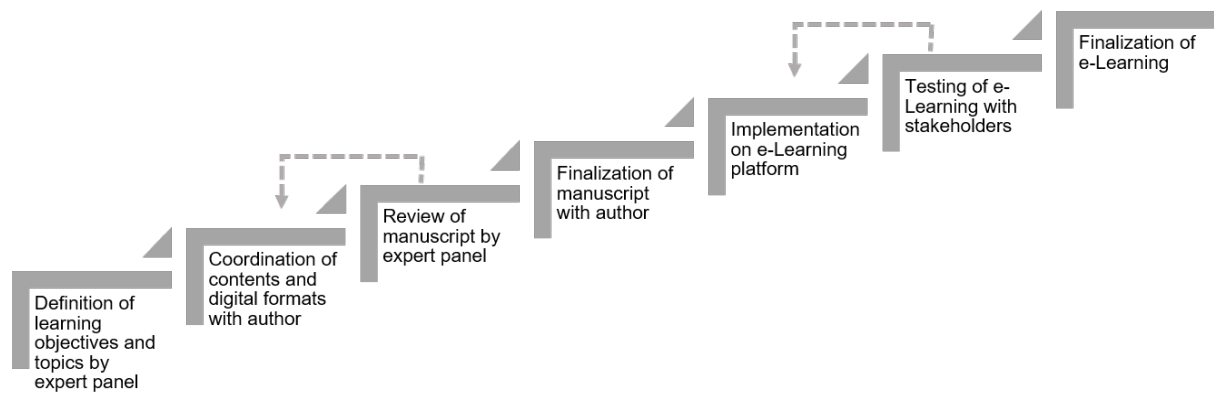 Definition of
learning
objectives and
topics by
expert panel
Coordination of
contents and
digital formats
with author
Review of
manuscript by
expert panel
Finalization of
manuscript
with author
Implementation
on e-Learning
platform
Testing of e-
Learning with
stakeholders
Finalization of
e-Learning